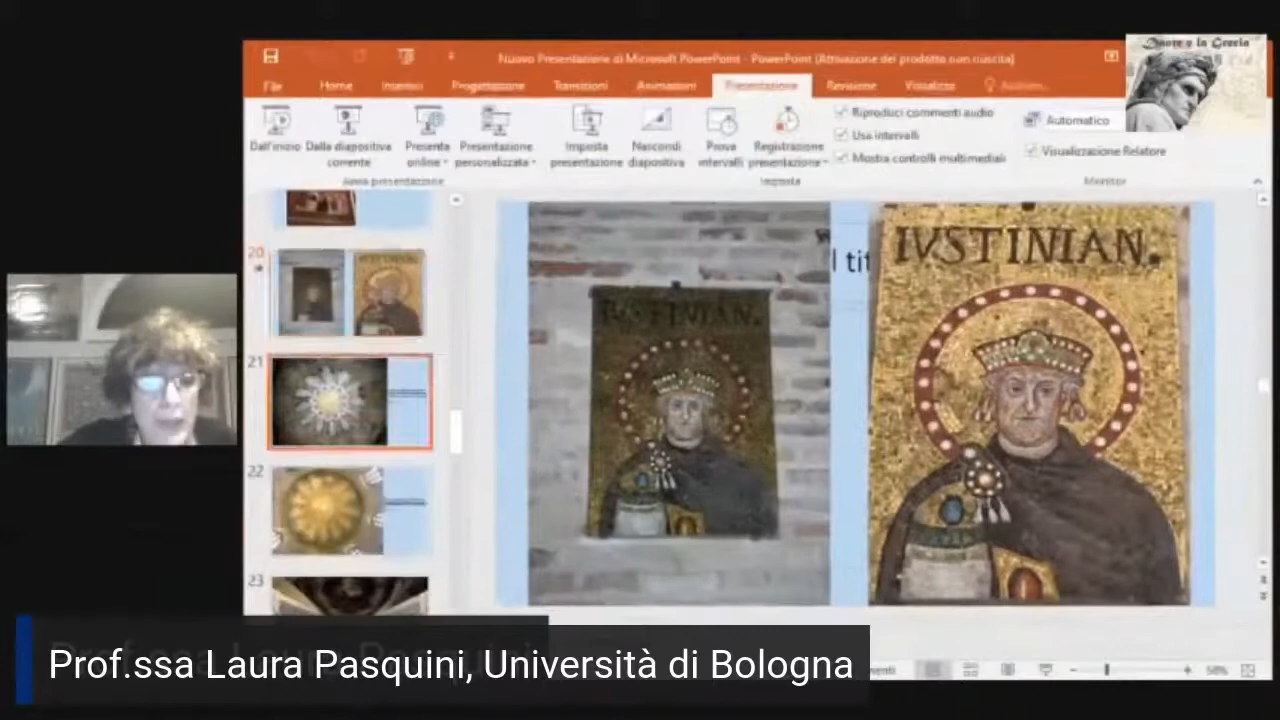 Nuovo Presentazione di Microsoft PowerPoint - PowerPoint (Attivazione del prodotto non riuscita)
Dante e la Grecia
File Home Inserisci Progettazione Transizioni Animazioni Presentazione Revisione Visualizza
Dall'inizio
Dalla diapositiva corrente
Presenta online
Presentazione personalizzata
Imposta presentazione
Nascondi diapositiva
Prova intervalli
Registrazione presentazione
Riproduci commenti audio
Usa intervalli
Mostra controlli multimediali
Automatico
Visualizzazione Relatore
Avvia presentazione
Imposta
Monitor
20
21
22
23
IVSTINIAN.
l tit
IVSTINIAN.
Prof.ssa Laura Pasquini, Università di Bologna
58%